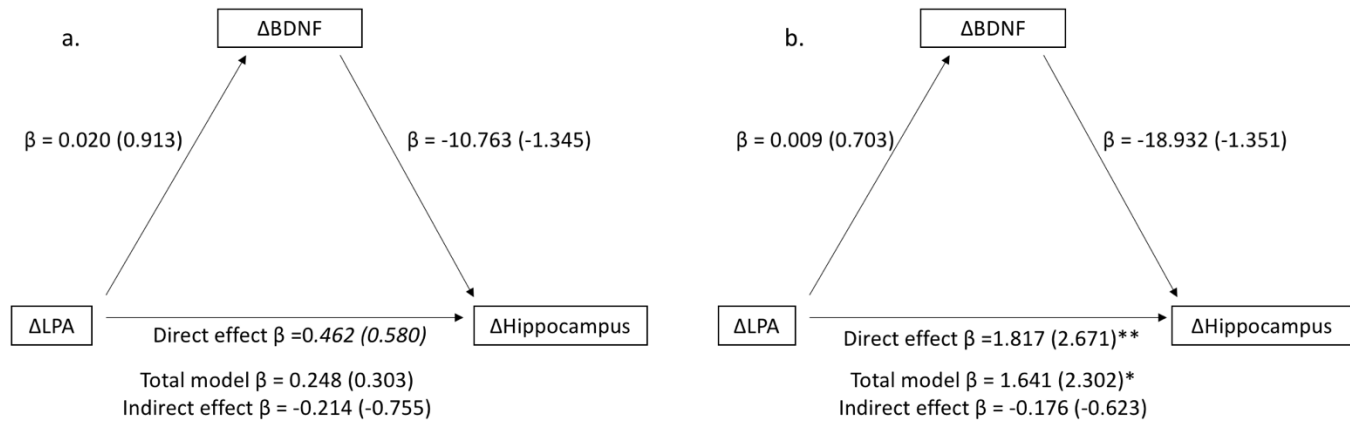 a.
ΔBDNF
β = 0.020 (0.913)
β = -10.763 (-1.345)
ΔLPA
ΔHippocampus
Direct effect β =0.462 (0.580)
Total model β = 0.248 (0.303)
Indirect effect β = -0.214 (-0.755)
b.
ΔBDNF
β = 0.009 (0.703)
β = -18.932 (-1.351)
ΔLPA
ΔHippocampus
Direct effect β =1.817 (2.671)**
Total model β = 1.641 (2.302)*
Indirect effect β = -0.176 (-0.623)